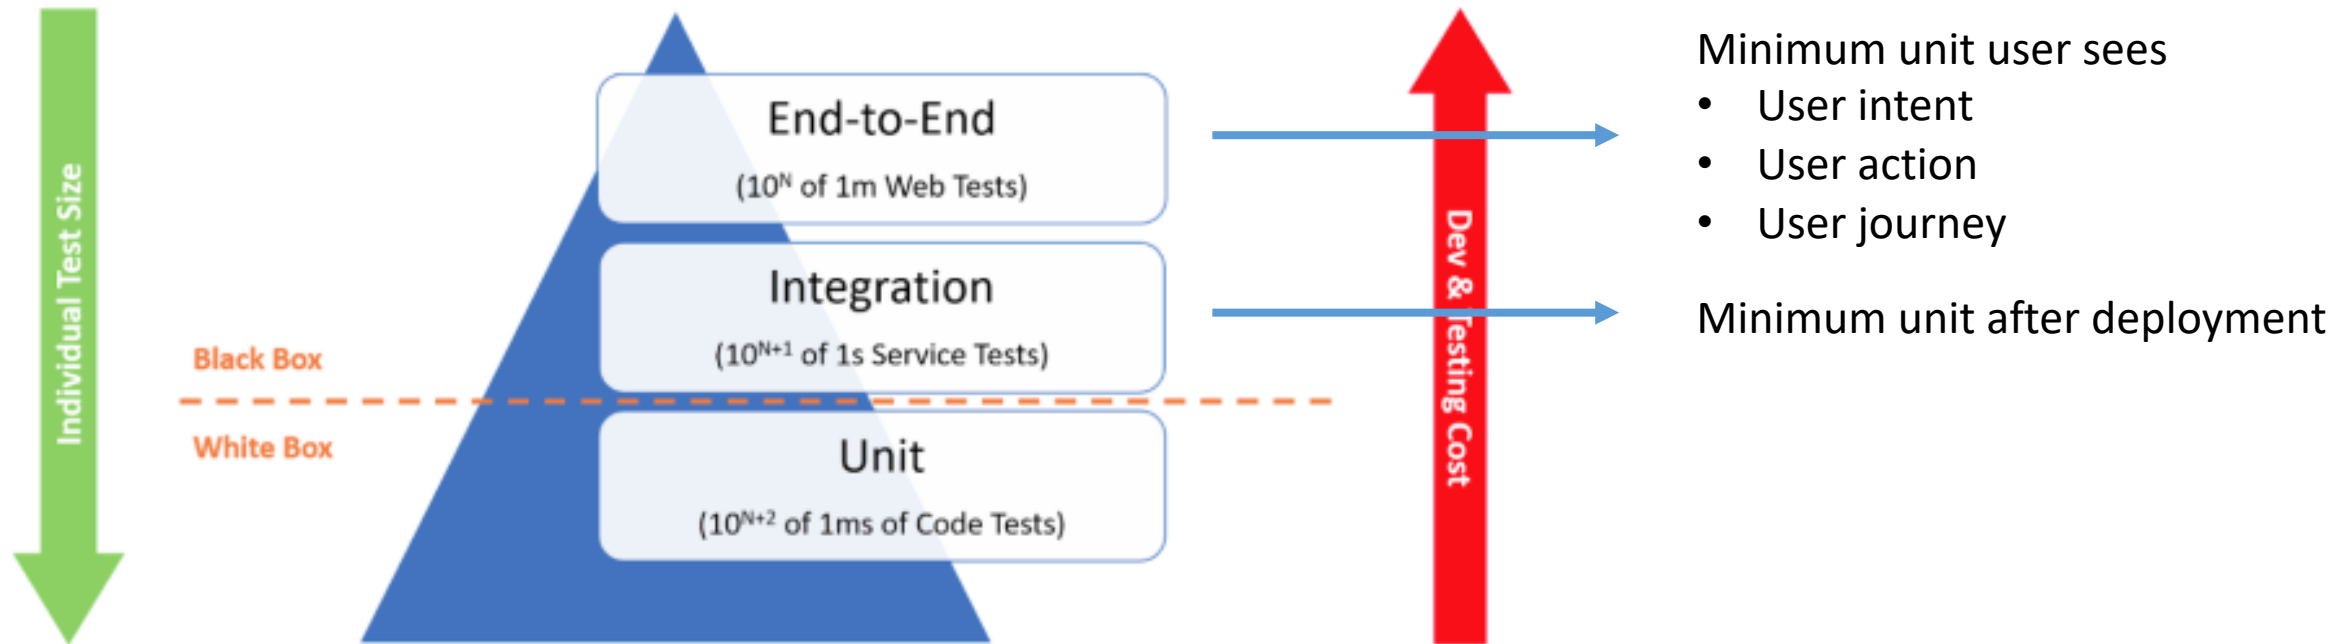 Individual Test Size
Black Box
White Box
End-to-End
(10ᴺ of 1m Web Tests)
Integration
(10ᴺ⁺¹ of 1s Service Tests)
Unit
(10ᴺ⁺² of 1ms of Code Tests)
Dev & Testing Cost
Minimum unit user sees
• User intent
• User action
• User journey
Minimum unit after deployment